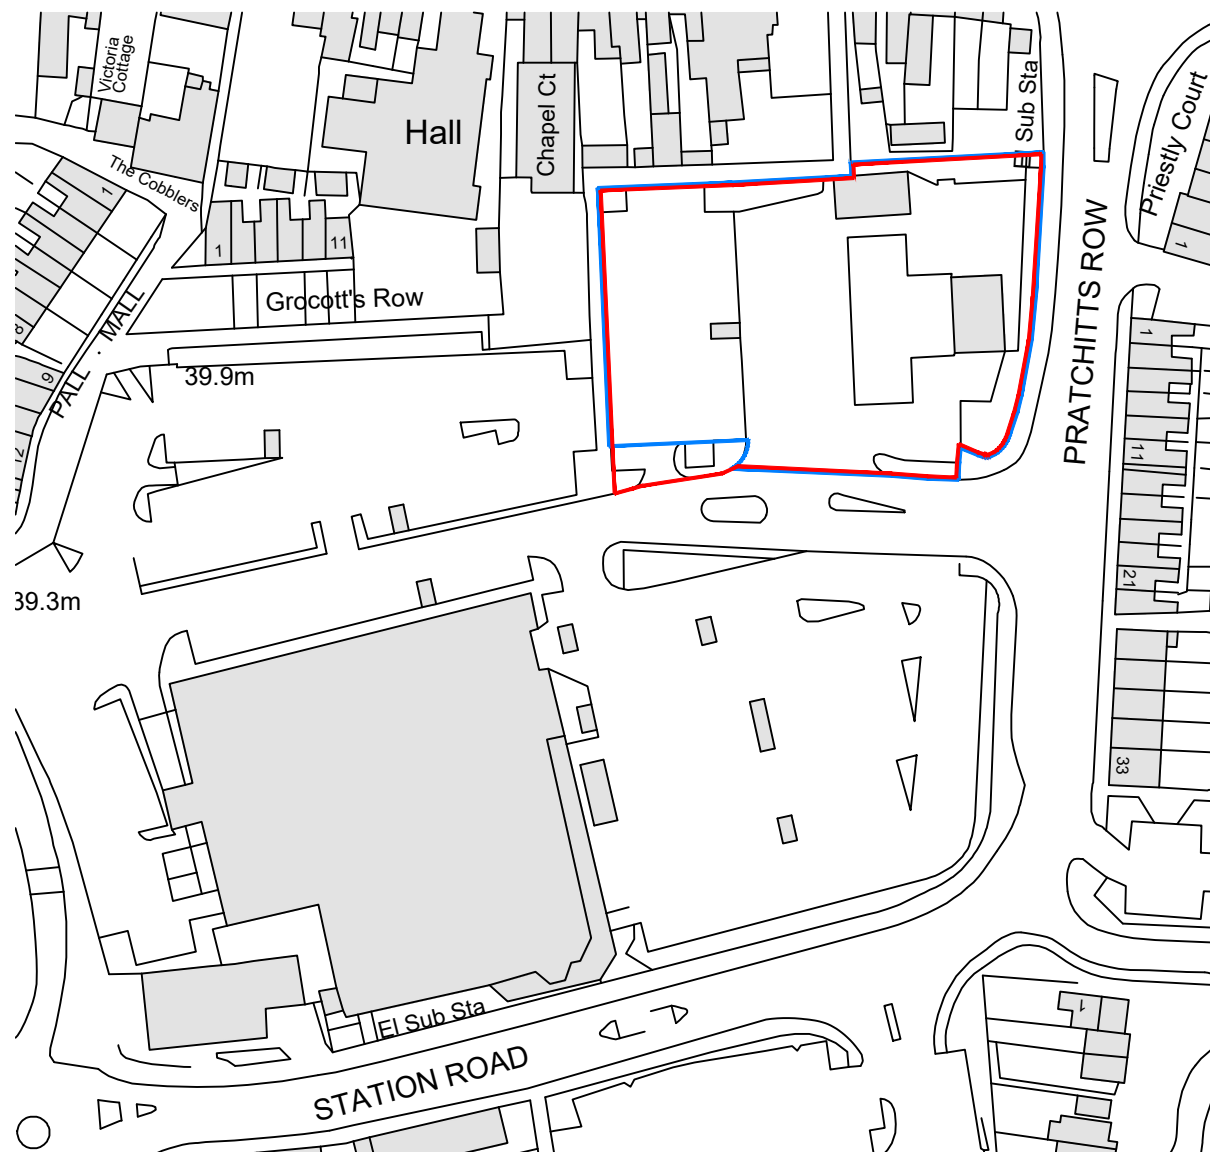 Victoria
Cottage
Hall
Chapel Ct
Sub Sta
Priestly Court
The Cobblers
1
1
11
1
Grocott's Row
PRATCHITTS ROW
PALL - MALL
39.9m
8
9
12
1
11
21
33
39.3m
El Sub Sta
STATION ROAD
1